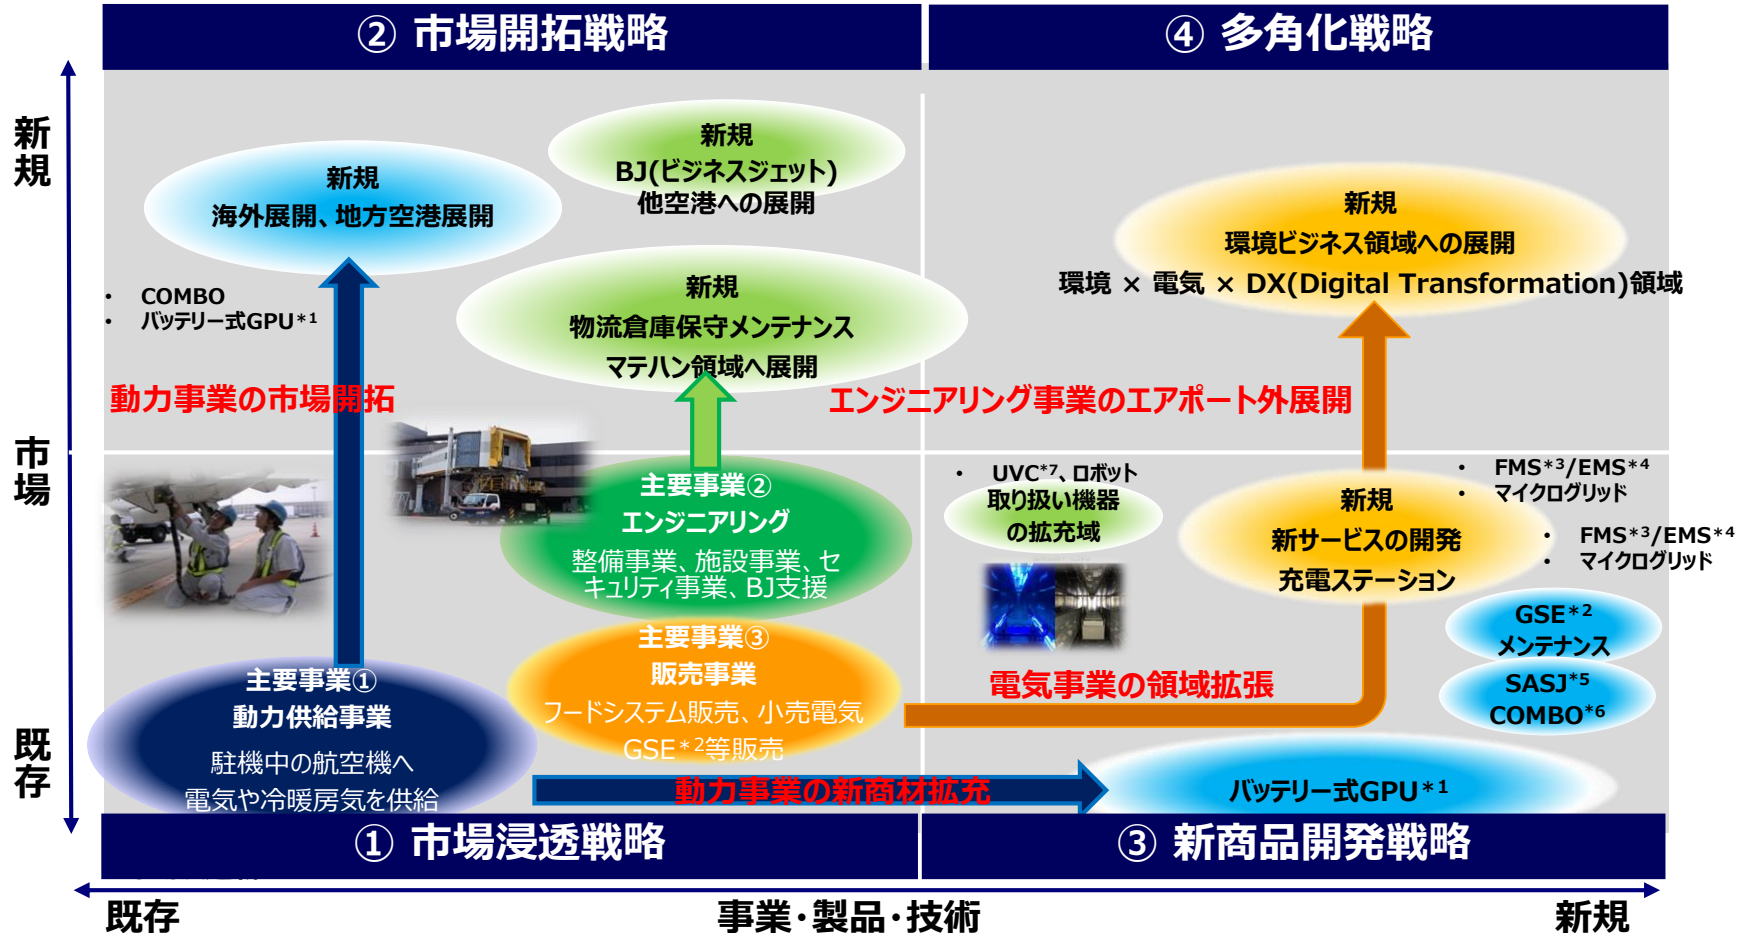 ② 市場開拓戦略
④ 多角化戦略
新規
市場
既存
新規
海外展開、地方空港展開
新規
BJ(ビジネスジェット)
他空港への展開
新規
環境ビジネス領域への展開
環境 × 電気 × DX(Digital Transformation)領域
• COMBO
• バッテリー式GPU*1
新規
物流倉庫保守メンテナンス
マテハン領域へ展開
動力事業の市場開拓
エンジニアリング事業のエアポート外展開
主要事業②
エンジニアリング
整備事業、施設事業、セ
キュリティ事業、BJ支援
• UVC*7、ロボット
取り扱い機器
の拡充域
新規
新サービスの開発
充電ステーション
• FMS*3/EMS*4
• マイクログリッド
• FMS*3/EMS*4
• マイクログリッド
GSE*2
メンテナンス
SASJ*5
COMBO*6
主要事業③
販売事業
フードシステム販売、小売電気
GSE*2等販売
電気事業の領域拡張
主要事業①
動力供給事業
駐機中の航空機へ
電気や冷暖房気を供給
動力事業の新商材拡充
バッテリー式GPU*1
① 市場浸透戦略
③ 新商品開発戦略
既存
事業・製品・技術
新規